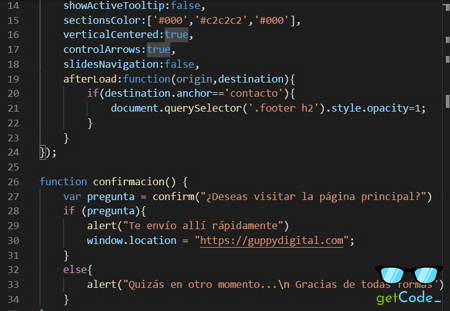 14 showActiveTooltip:false,
15 sectionsColor:['#000','#c2c2c2','#000'],
16 verticalCentered:true,
17 controlArrows:true,
18 slidesNavigation:false,
19 afterLoad:function(origin,destination){
20 if(destination.anchor=='contacto'){
21 document.querySelector('.footer h2').style.opacity=1;
22 }
23 }
24 });
25
26 function confirmacion() {
27 var pregunta = confirm("¿Deseas visitar la página principal?")
28 if (pregunta){
29 alert("Te envío allí rápidamente")
30 window.location = "https://guppydigital.com";
31 }
32 else{
33 alert("Quizás en otro momento...\n Gracias de todas formas")
34 }
getCode_